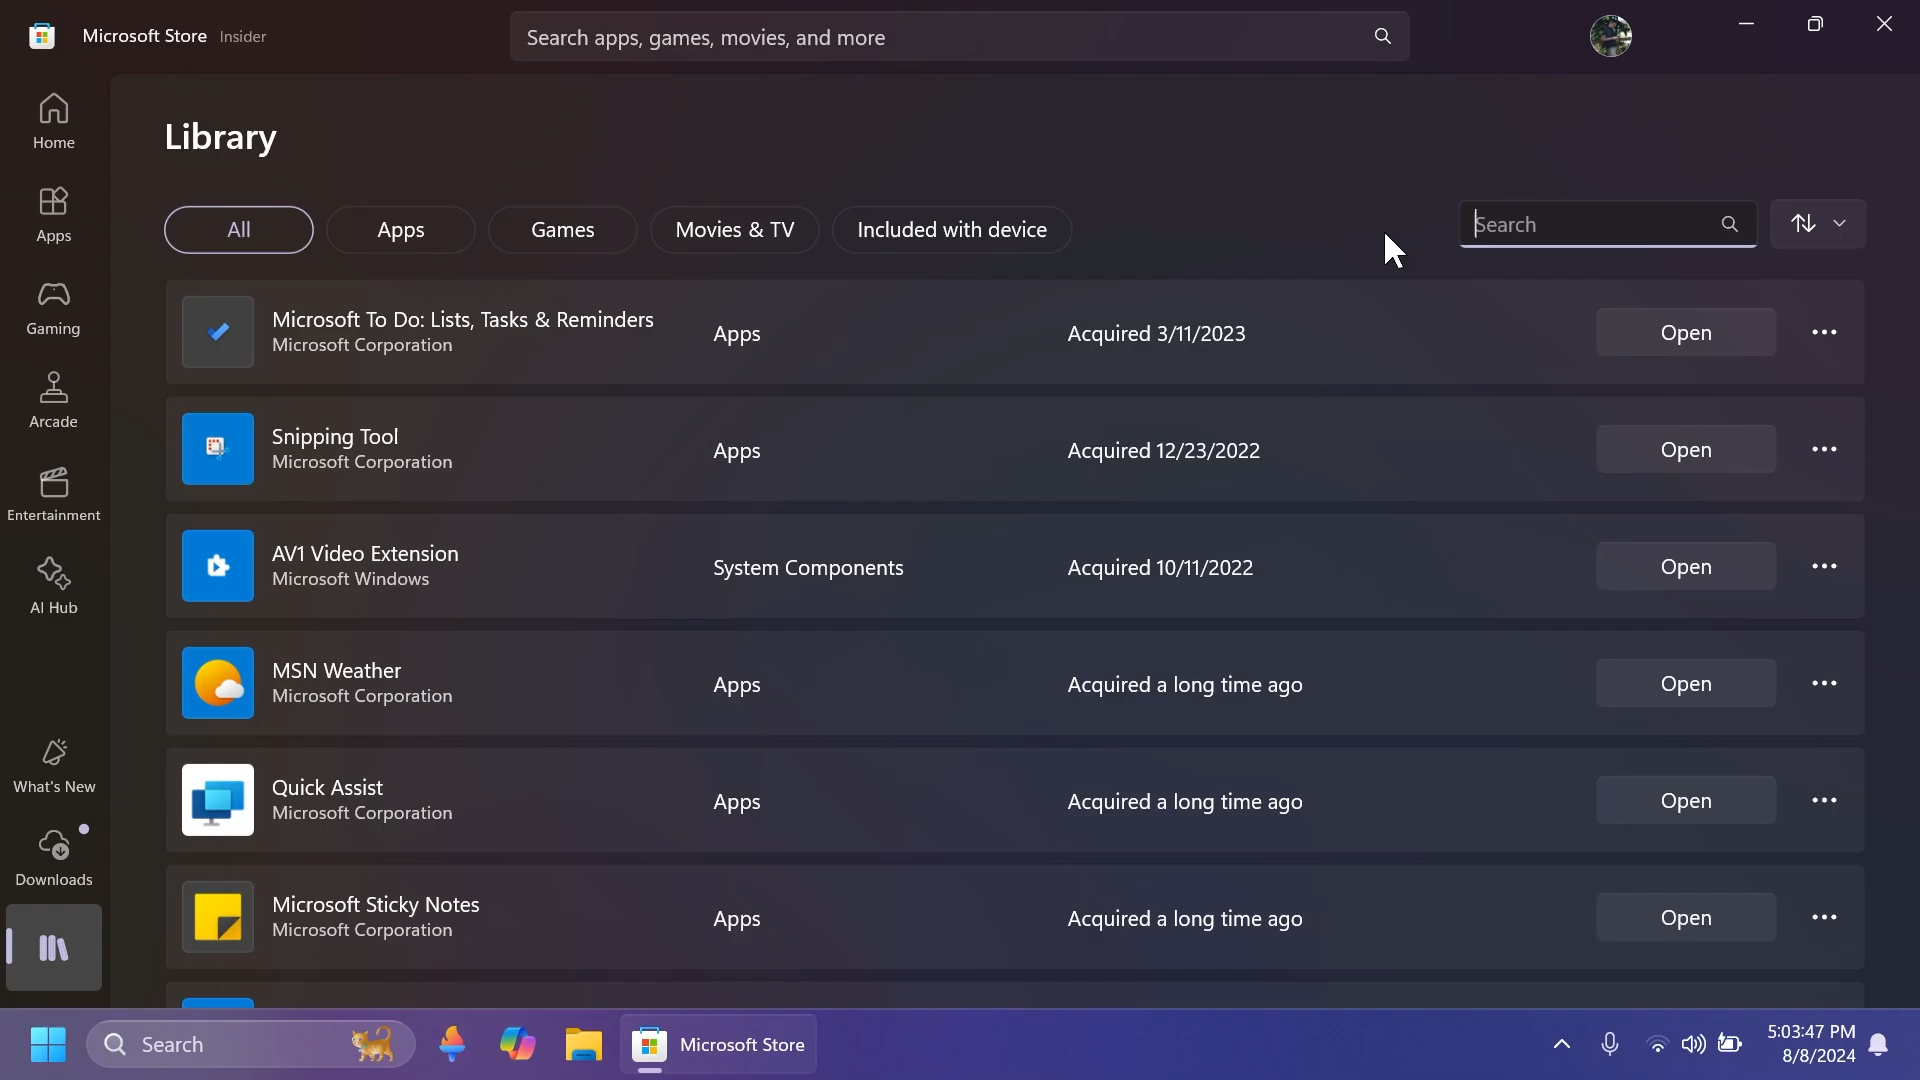 Microsoft Store Insider
Search apps, games, movies, and more
Home
Apps
Gaming
Arcade
Entertainment
AI Hub
What's New
Downloads
Library
All
Apps
Games
Movies & TV
Included with device
Search
Microsoft To Do: Lists, Tasks & Reminders
Microsoft Corporation
Apps
Acquired 3/11/2023
Open
Snipping Tool
Microsoft Corporation
Apps
Acquired 12/23/2022
Open
AV1 Video Extension
Microsoft Windows
System Components
Acquired 10/11/2022
Open
MSN Weather
Microsoft Corporation
Apps
Acquired a long time ago
Open
Quick Assist
Microsoft Corporation
Apps
Acquired a long time ago
Open
Microsoft Sticky Notes
Microsoft Corporation
Apps
Acquired a long time ago
Open
Search
Microsoft Store
5:03:47 PM
8/8/2024